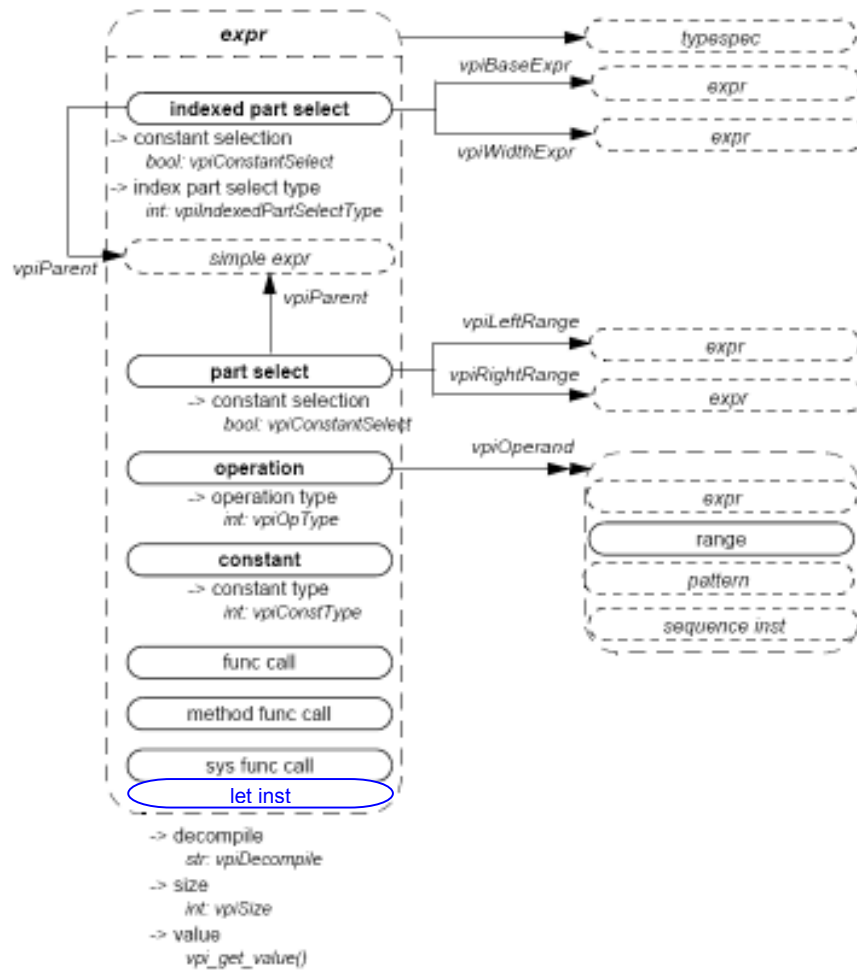 expr
typespec
vpiBaseExpr
expr
indexed part select
vpiWidthExpr
expr
-> constant selection
bool: vpiConstantSelect
-> index part select type
int: vpiIndexedPartSelectType
vpiParent
simple expr
vpiParent
vpiLeftRange
expr
part select
vpiRightRange
expr
-> constant selection
bool: vpiConstantSelect
operation
vpiOperand
-> operation type
int: vpiOpType
expr
range
constant
-> constant type
int: vpiConstType
pattern
sequence inst
func call
method func call
sys func call
let inst
-> decompile
str: vpiDecompile
-> size
int: vpiSize
-> value
vpi_get_value()